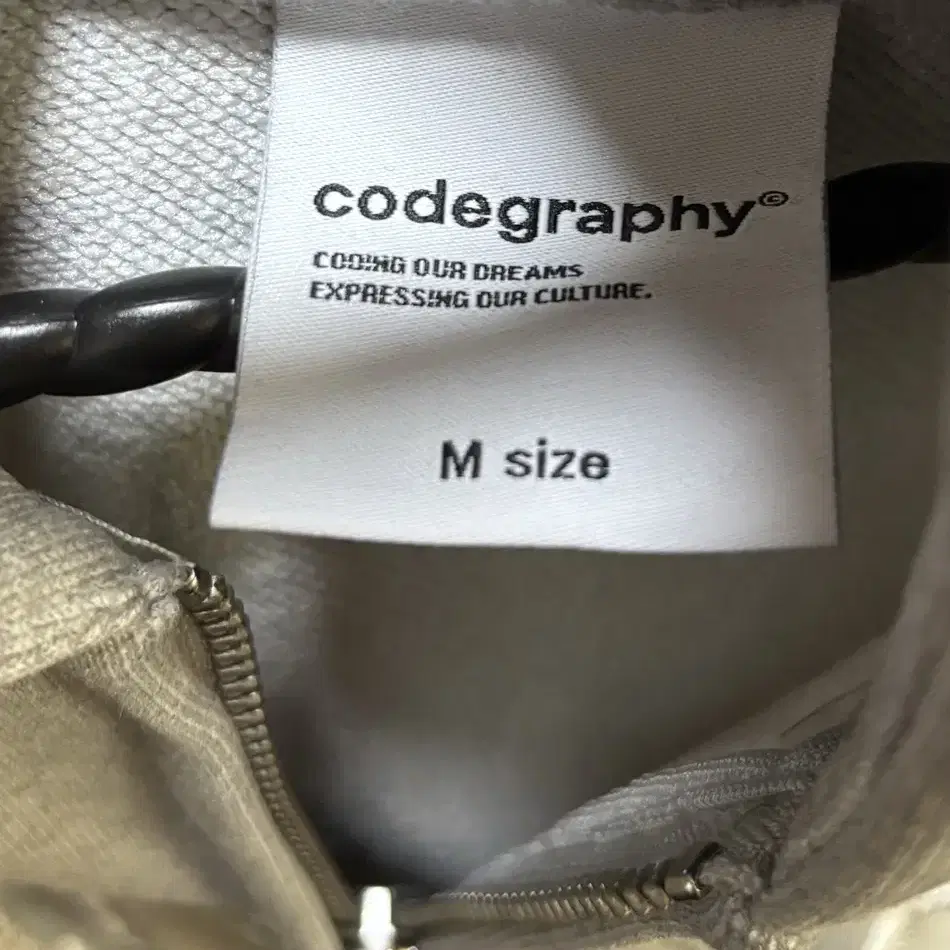 codegraphy©
CODING OUR DREAMS
EXPRESSING OUR CULTURE.
M size